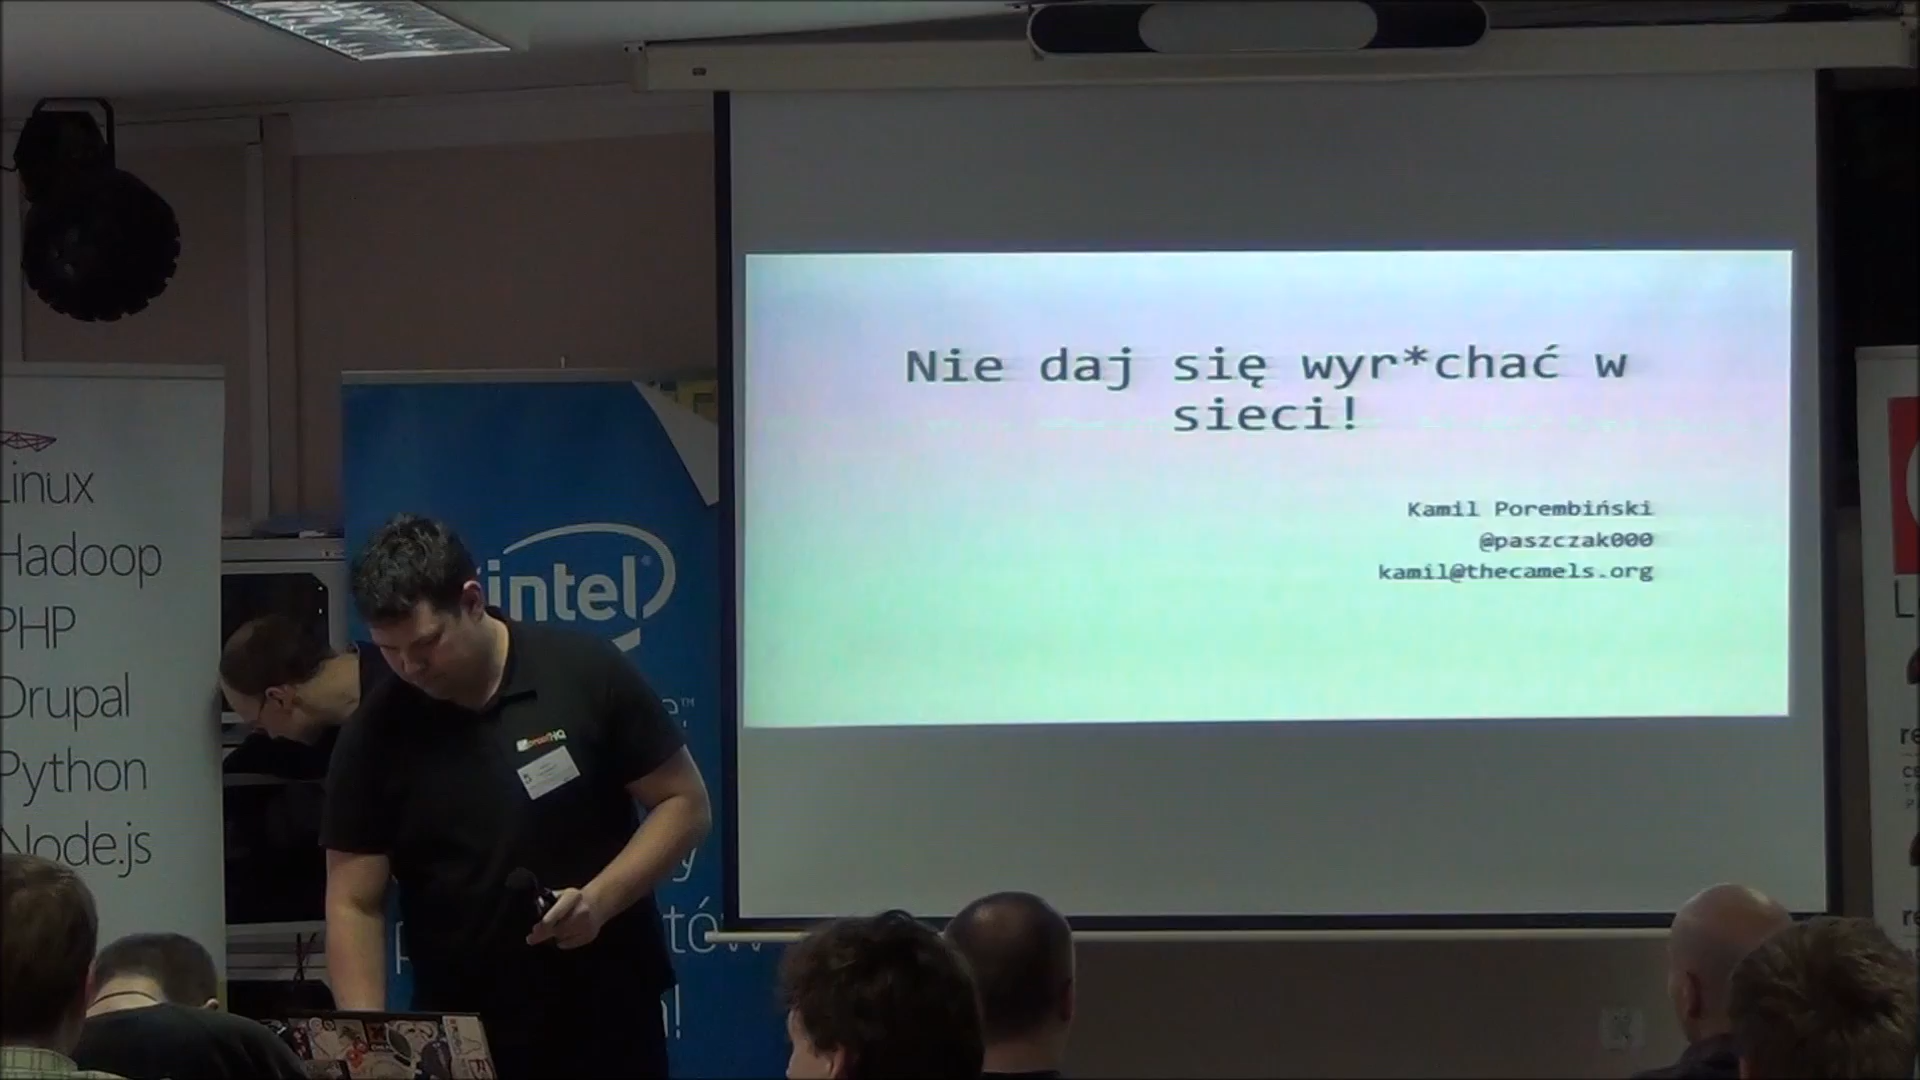 Nie daj się wyr*chać w
sieci!
Kamil Porembiński
@paszczak000
kamil@thecamels.org
Linux
Hadoop
PHP
Drupal
Python
Node.js
intel